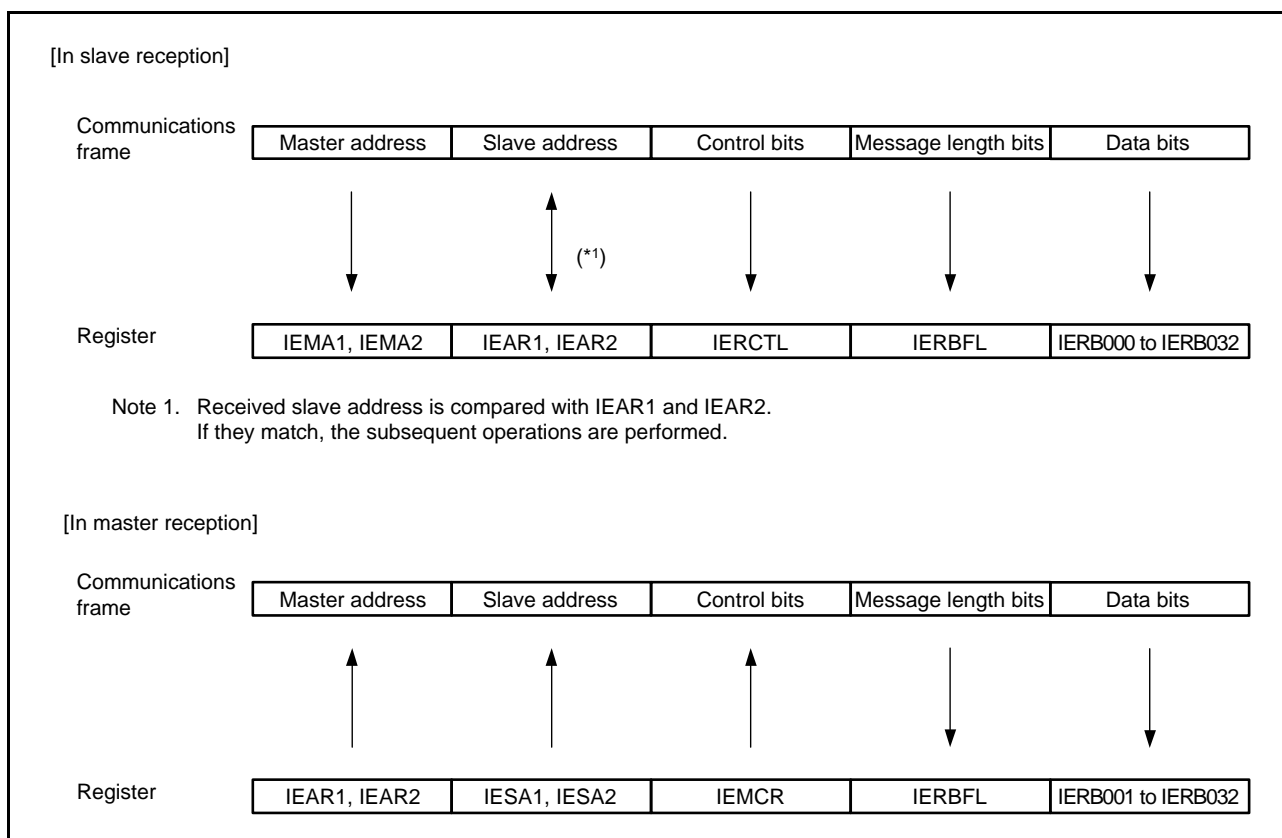 [In slave reception]
Communications
frame
Master address Slave address Control bits Message length bits Data bits
(*1)
Register IEMA1, IEMA2 IEAR1, IEAR2 IERCTL IERBFL IERB000 to IERB032
Note 1. Received slave address is compared with IEAR1 and IEAR2.
If they match, the subsequent operations are performed.
[In master reception]
Communications
frame
Master address Slave address Control bits Message length bits Data bits
Register IEAR1, IEAR2 IESA1, IESA2 IEMCR IERBFL IERB001 to IERB032